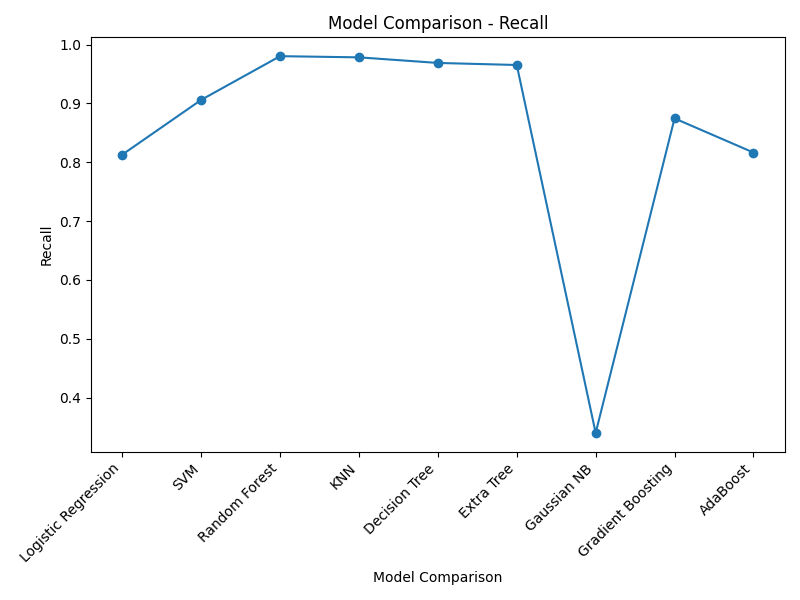 Model Comparison - Recall
Recall
1.0
0.9
0.8
0.7
0.6
0.5
0.4
Logistic Regression
SVM
Random Forest
KNN
Decision Tree
Extra Tree
Gaussian NB
Gradient Boosting
AdaBoost
Model Comparison